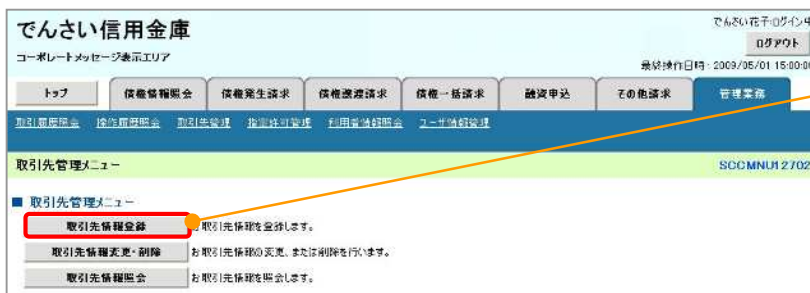 でんさい信用金庫
でんさい花子:ログイン中
コーポレートメッセージ表示エリア
ログアウト
最終操作日時：2009/05/01 15:00:00
トップ 債権情報照会 債権発生請求 債権譲渡請求 債権一括請求 融資申込 その他請求 管理業務
取引履歴照会 操作履歴照会 取引先管理 指定許可管理 利用者情報照会 ユーザ情報管理
取引先管理メニュー SCCMNU12702
■ 取引先管理メニュー
取引先情報登録 お取引先情報を登録します。
取引先情報変更・削除 お取引先情報の変更、または削除を行います。
取引先情報照会 お取引先情報を照会します。